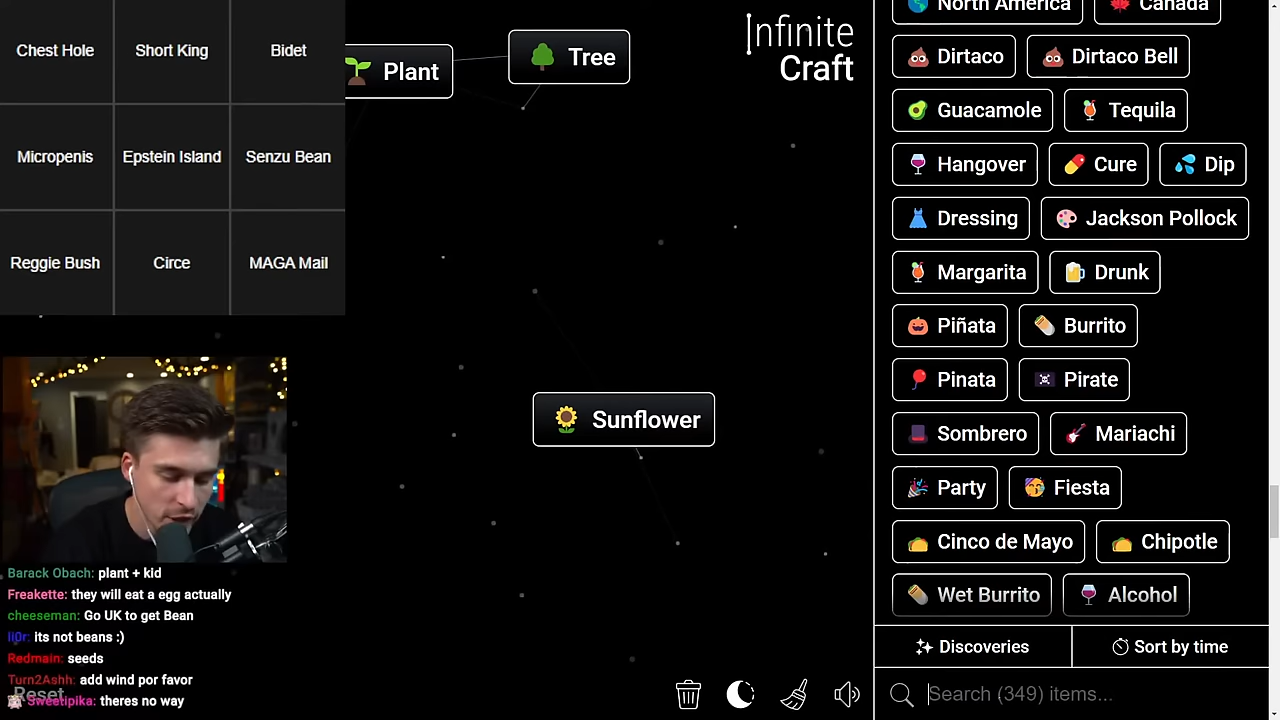 Chest Hole
Short King
Bidet
Micropenis
Epstein Island
Senzu Bean
Reggie Bush
Circe
MAGA Mail
Plant
Tree
Infinite
Craft
Sunflower
North America
Canada
Dirtaco
Dirtaco Bell
Guacamole
Tequila
Hangover
Cure
Dip
Dressing
Jackson Pollock
Margarita
Drunk
Piñata
Burrito
Pinata
Pirate
Sombrero
Mariachi
Party
Fiesta
Cinco de Mayo
Chipotle
Wet Burrito
Alcohol
Discoveries
Sort by time
Search (349) items...
Barack Obach: plant + kid
Freakette: they will eat a egg actually
cheeseman: Go UK to get Bean
its not beans :)
Redmain: seeds
Turn2Ashh: add wind por favor
Reset
Sweetipika: theres no way